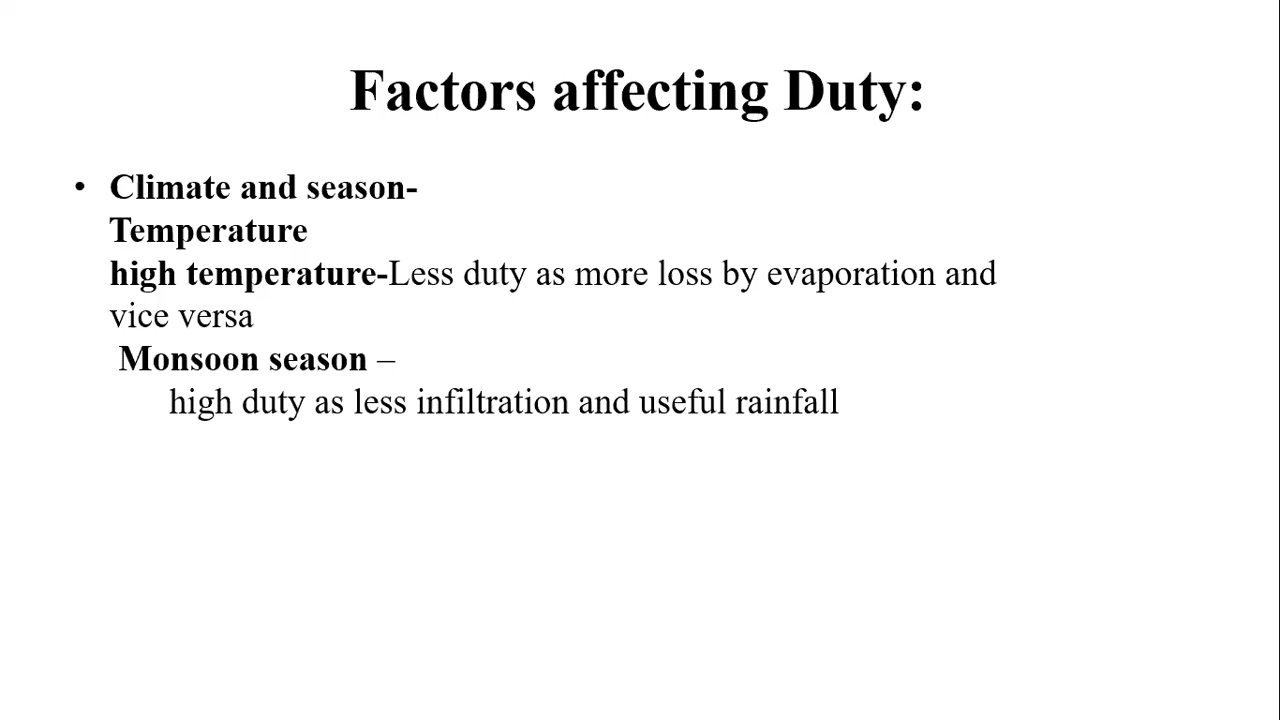 Factors affecting Duty:
• Climate and season-
Temperature
high temperature-Less duty as more loss by evaporation and
vice versa
Monsoon season –
high duty as less infiltration and useful rainfall